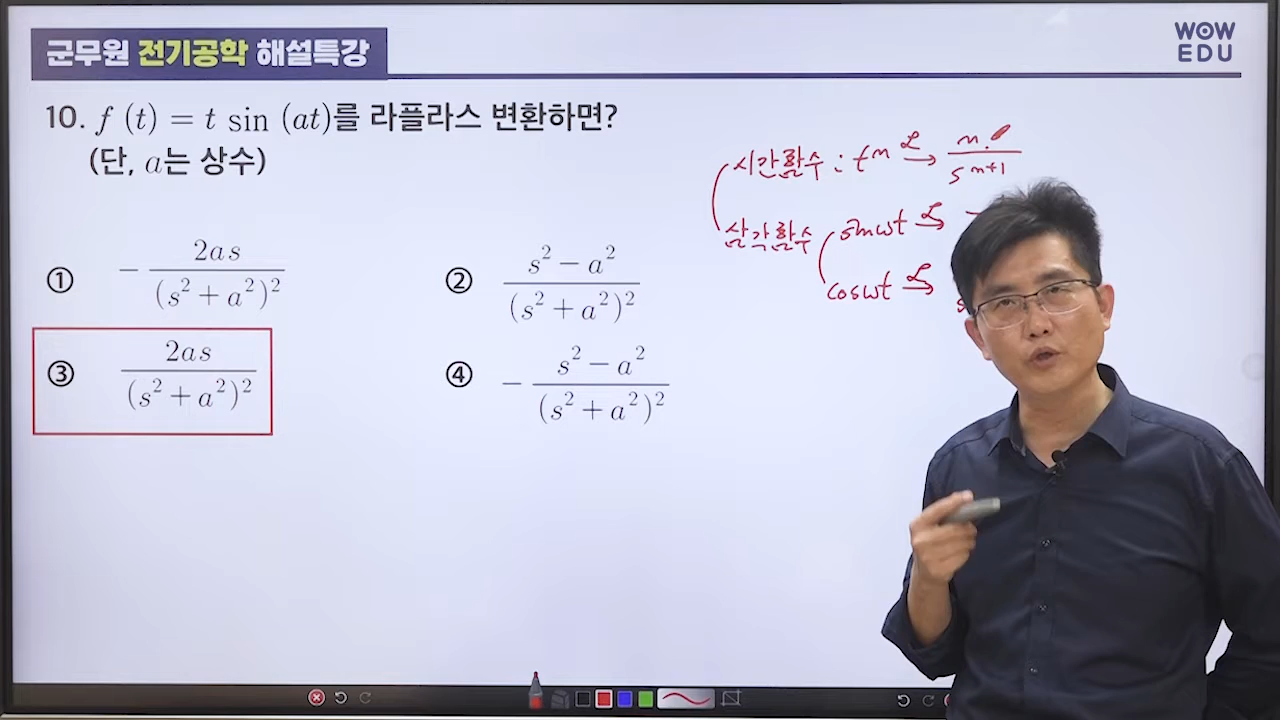 군무원 전기공학 해설특강
WOW
EDU
10. f (t) = t sin (at)를 라플라스 변환하면?
(단, a는 상수)
① - 2as / (s² + a²)²
② s² - a² / (s² + a²)²
③ 2as / (s² + a²)²
④ - s² - a² / (s² + a²)²
시간함수 : tⁿ ℒ→ n! / sⁿ⁺¹
삼각함수 sinωt ℒ→
cosωt ℒ→